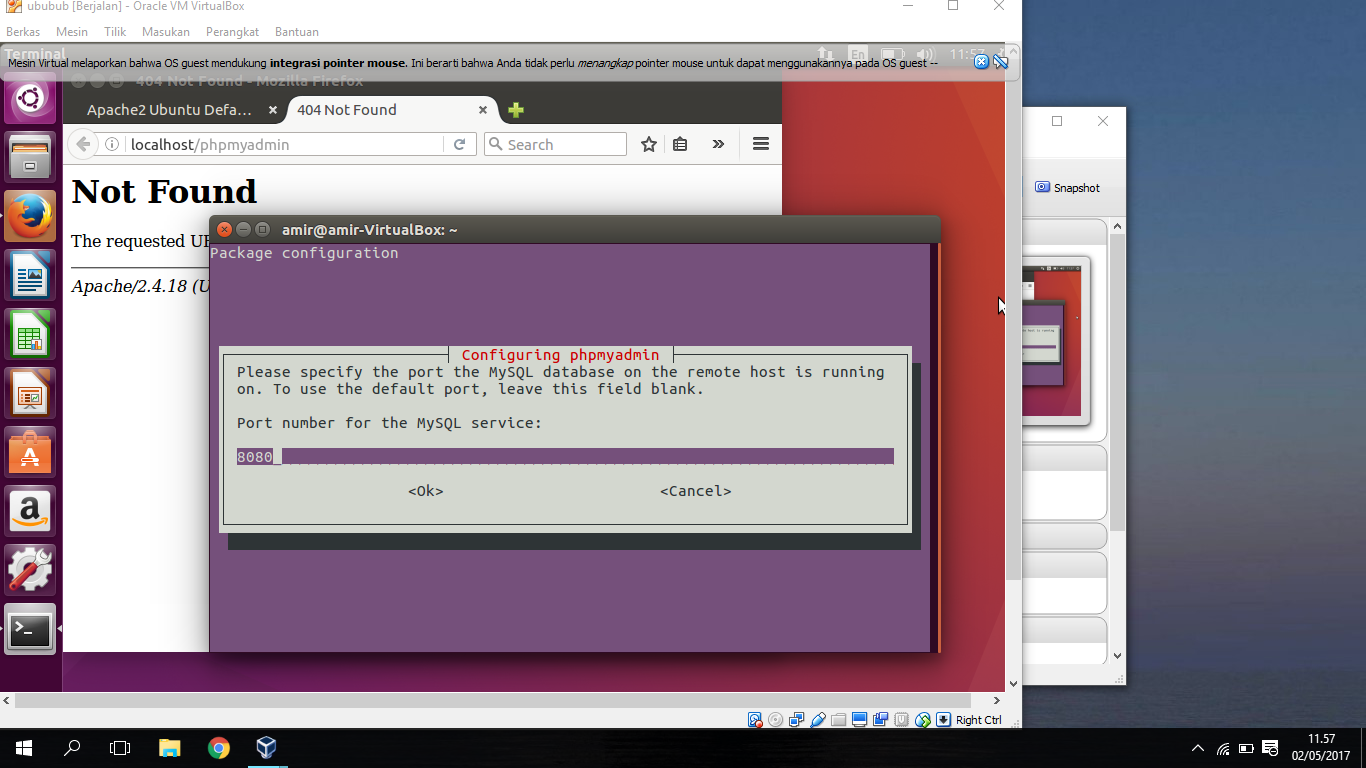 ububub [Berjalan] - Oracle VM VirtualBox
Berkas Mesin Tilik Masukan Perangkat Bantuan
Terminal En 11:57
Mesin Virtual melaporkan bahwa OS guest mendukung integrasi pointer mouse. Ini berarti bahwa Anda tidak perlu menangkap pointer mouse untuk dapat menggunakannya pada OS guest --
404 Not Found - Mozilla Firefox
Apache2 Ubuntu Defa... 404 Not Found
localhost/phpmyadmin Search
Snapshot
Not Found
The requested
Apache/2.4.18
amir@amir-VirtualBox: ~
Package configuration
Configuring phpmyadmin
Please specify the port the MySQL database on the remote host is running
on. To use the default port, leave this field blank.
Port number for the MySQL service:
8080
<Ok> <Cancel>
Right Ctrl
11.57
02/05/2017